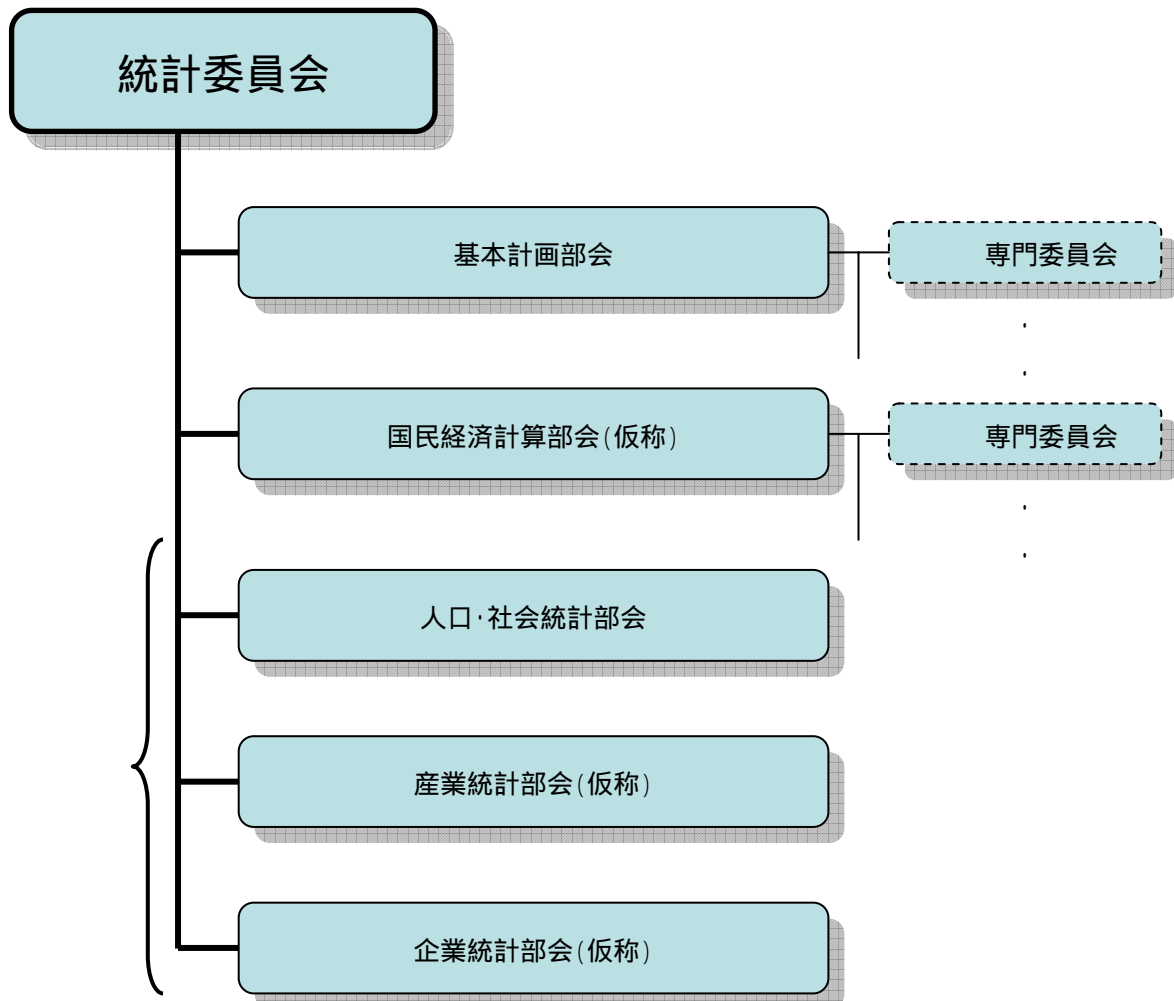 統計委員会
基本計画部会
専門委員会
国民経済計算部会(仮称)
専門委員会
人口・社会統計部会
産業統計部会(仮称)
企業統計部会(仮称)